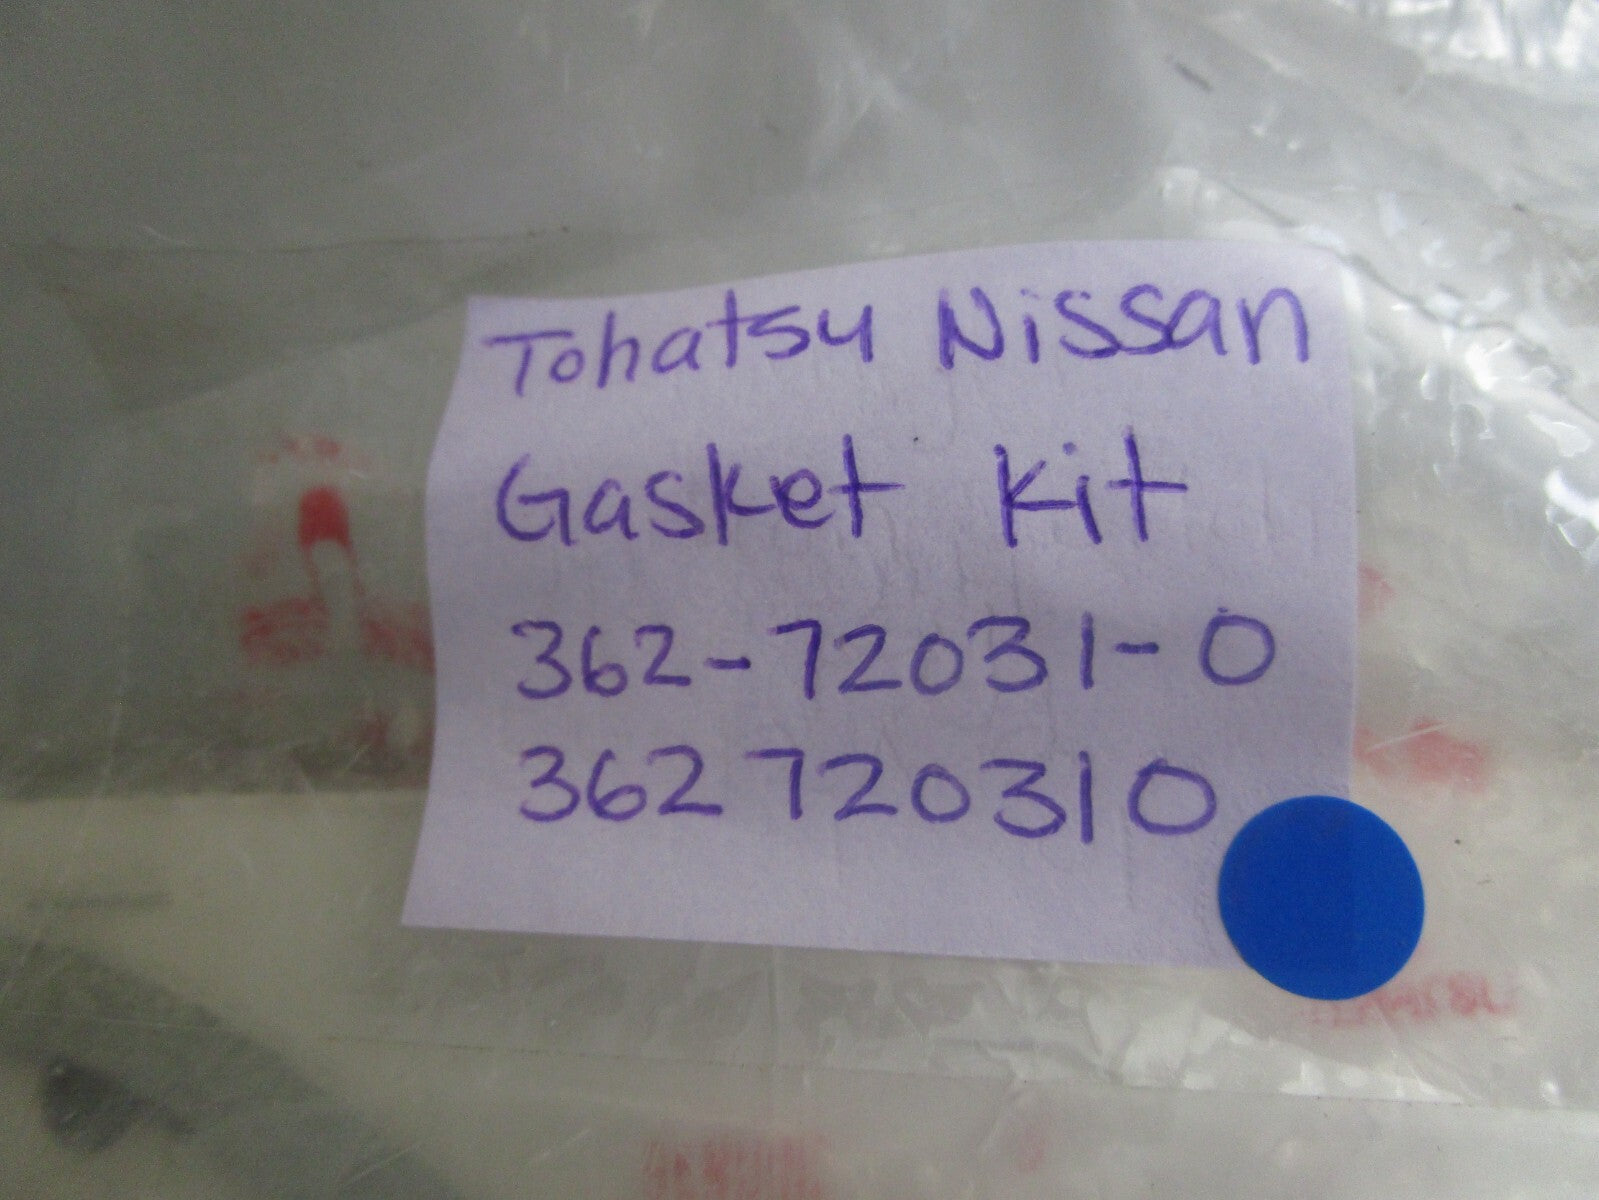 Tohatsu Nissan
Gasket Kit
362-72031-0
362720310